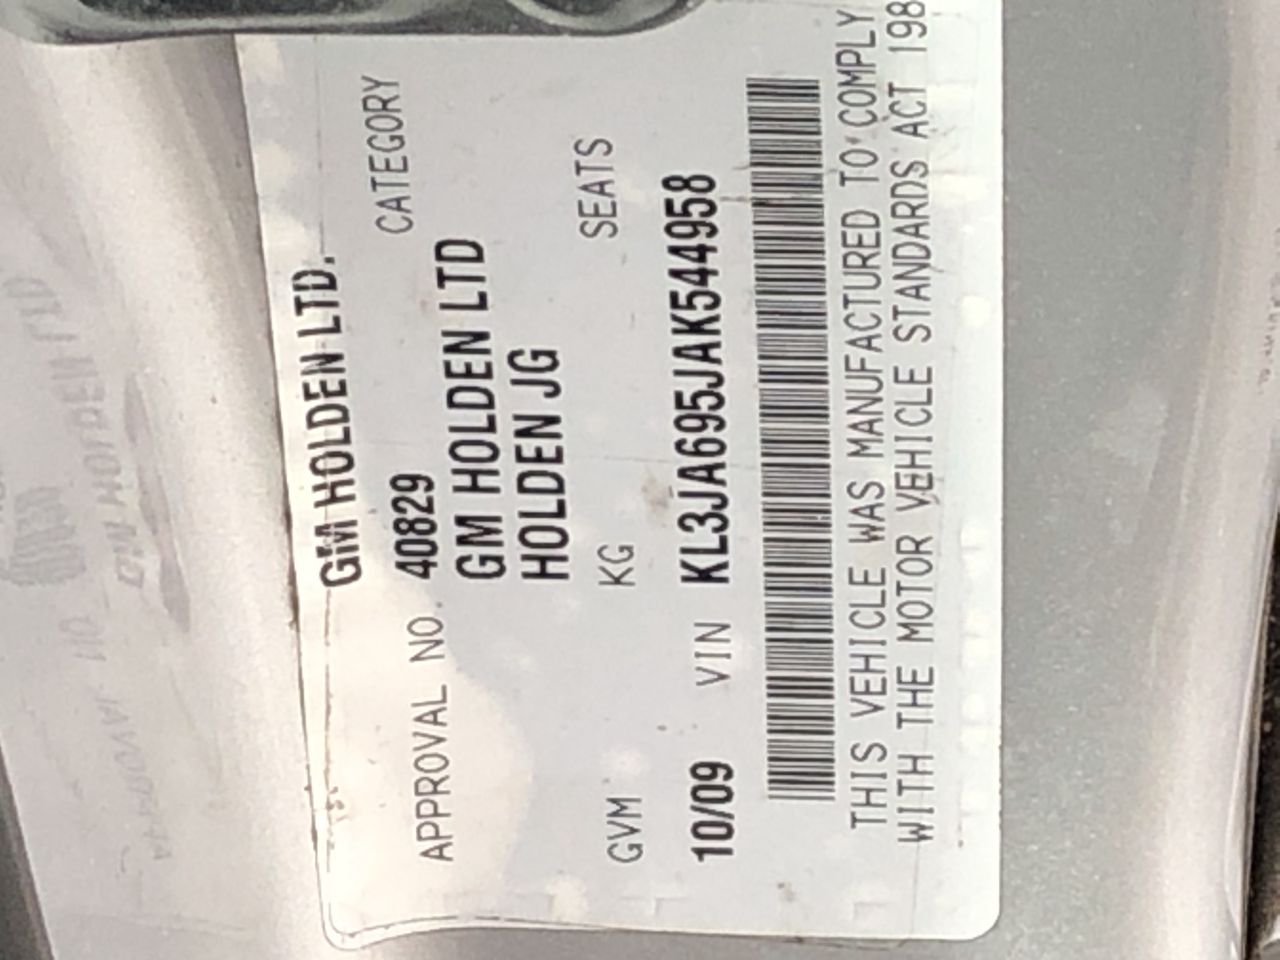 GM HOLDEN LTD.
APPROVAL NO. 40829 CATEGORY
GM HOLDEN LTD
HOLDEN JG
GVM KG SEATS
10/09 VIN KL3JA695JAK544958
THIS VEHICLE WAS MANUFACTURED TO COMPLY
WITH THE MOTOR VEHICLE STANDARDS ACT 198